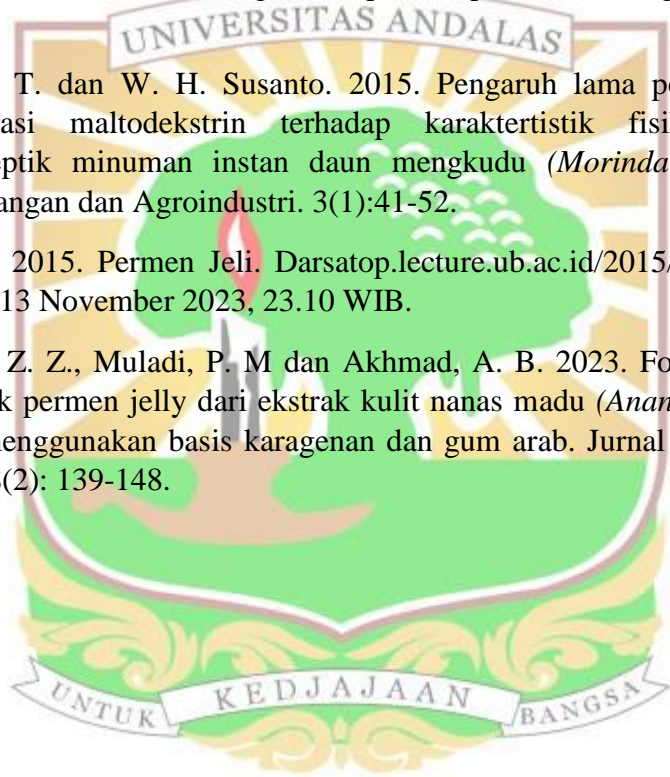 UNIVERSITAS ANDALAS
T. dan W. H. Susanto. 2015. Pengaruh lama pe
asi maltodekstrin terhadap karaktertistik fisi
eptik minuman instan daun mengkudu (Morinda
angan dan Agroindustri. 3(1):41-52.
2015. Permen Jeli. Darsatop.lecture.ub.ac.id/2015/
13 November 2023, 23.10 WIB.
Z. Z., Muladi, P. M dan Akhmad, A. B. 2023. Fo
k permen jelly dari ekstrak kulit nanas madu (Anan
nenggunakan basis karagenan dan gum arab. Jurnal
(2): 139-148.
UNTUK KEDJAJAAN BANGSA